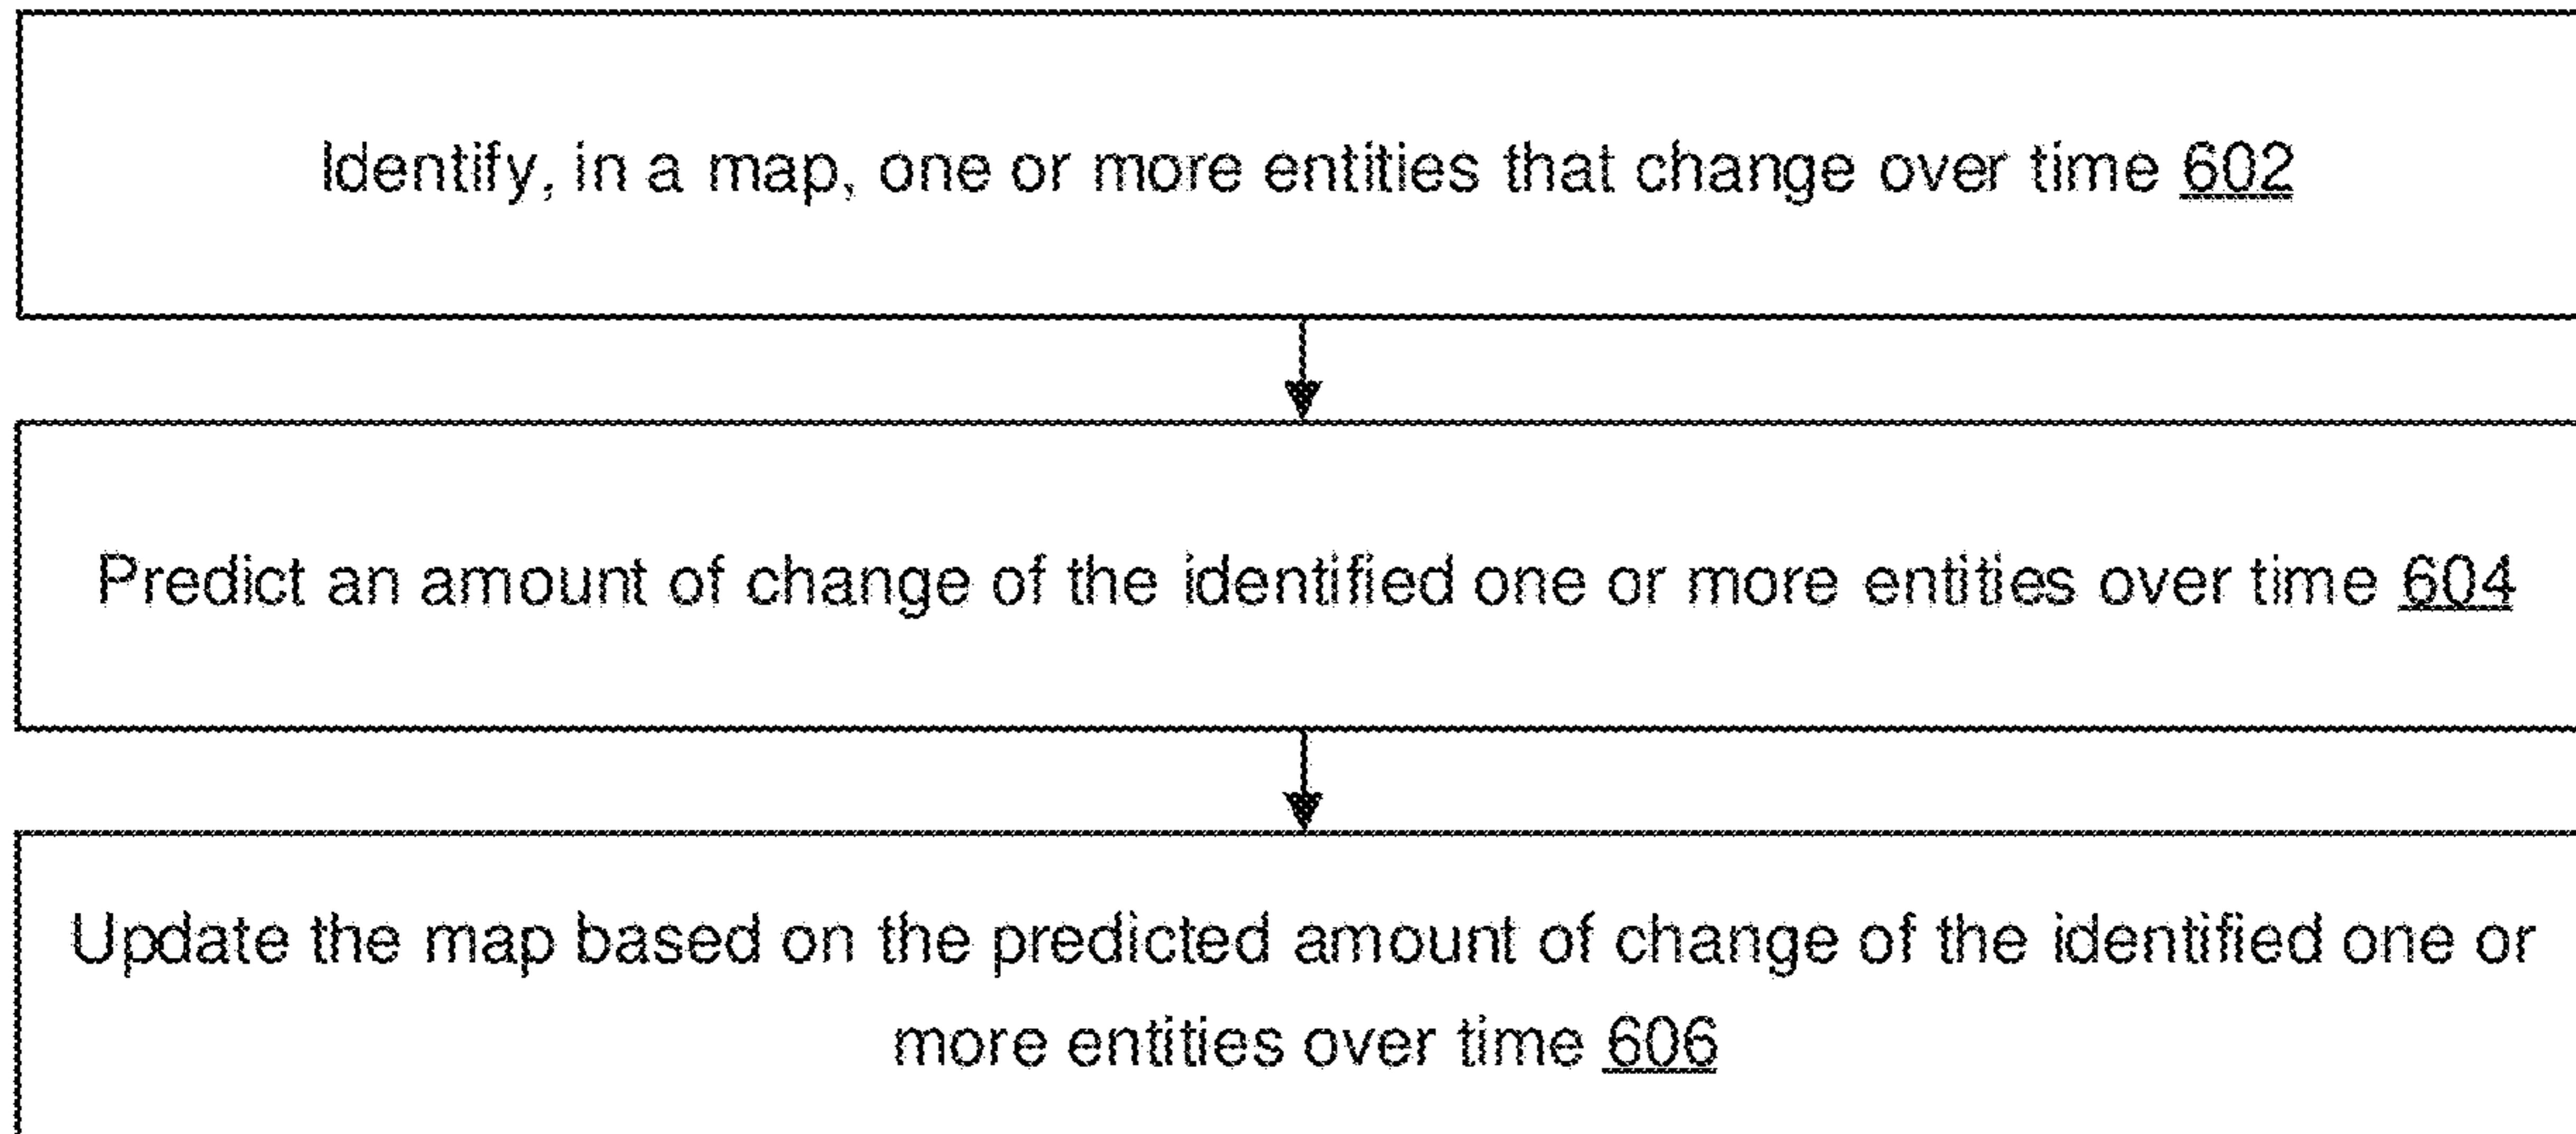 Identify, in a map, one or more entities that change over time 602
Predict an amount of change of the identified one or more entities over time 604
Update the map based on the predicted amount of change of the identified one or
more entities over time 606